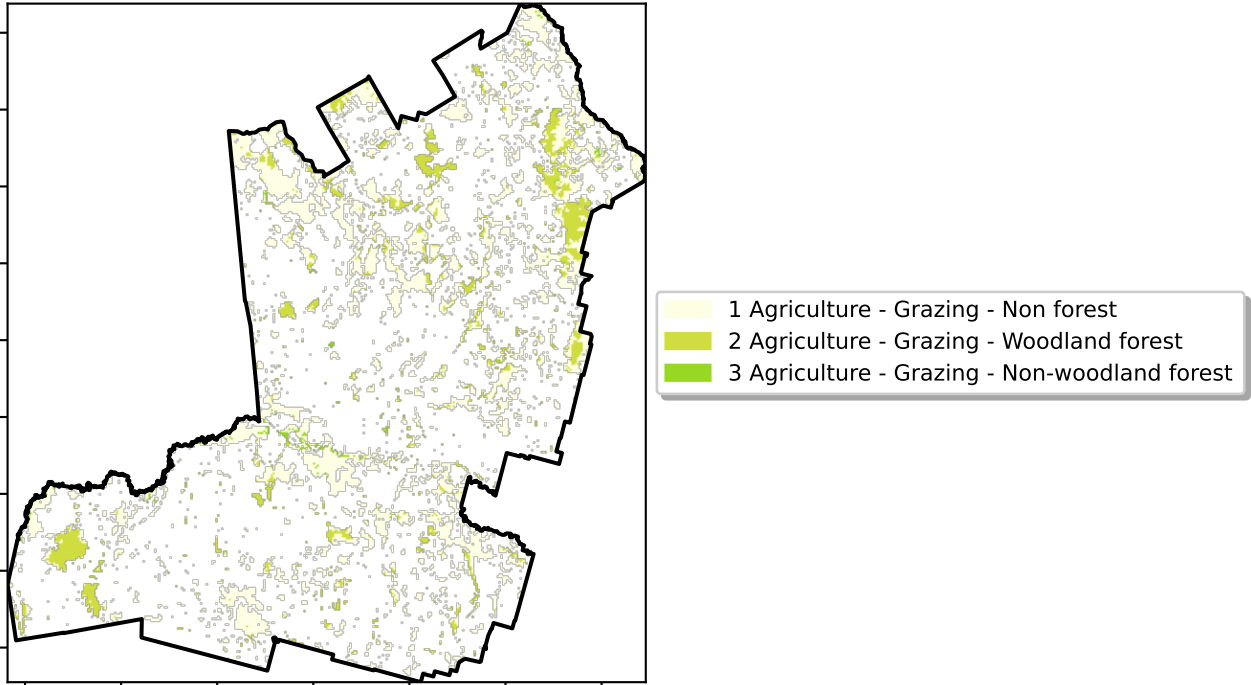 1 Agriculture - Grazing - Non forest
2 Agriculture - Grazing - Woodland forest
3 Agriculture - Grazing - Non-woodland forest